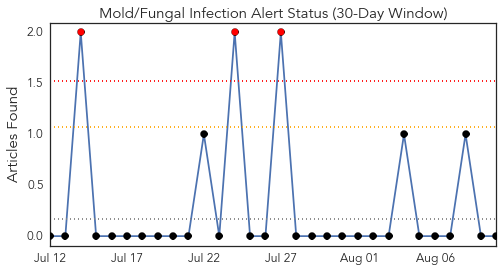 Mold/Fungal Infection Alert Status (30-Day Window)
Articles Found
2.0
1.5
1.0
0.5
0.0
Jul 12 Jul 17 Jul 22 Jul 27 Aug 01 Aug 06